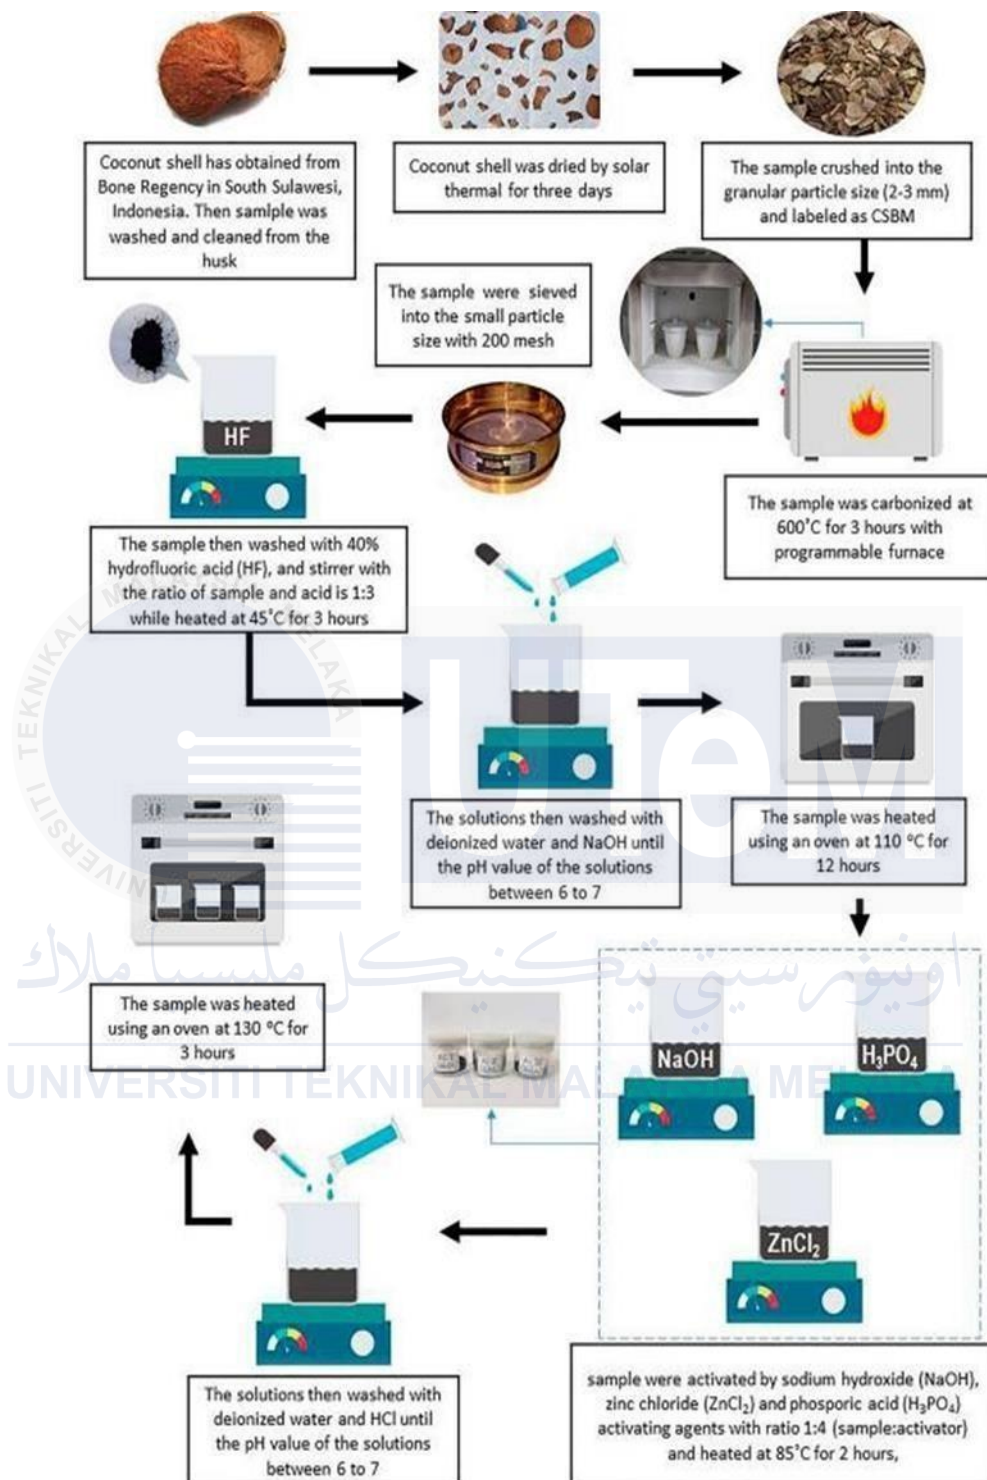 Coconut shell has obtained from
Bone Regency in South Sulawesi,
Indonesia. Then samlple was
washed and cleaned from the
husk
Coconut shell was dried by solar
thermal for three days
The sample crushed into the
granular particle size (2-3 mm)
and labeled as CSBM
The sample were sieved
into the small particle
size with 200 mesh
HF
The sample was carbonized at
600°C for 3 hours with
programmable furnace
The sample then washed with 40%
hydrofluoric acid (HF), and stirrer with
the ratio of sample and acid is 1:3
while heated at 45°C for 3 hours
The solutions then washed with
deionized water and NaOH until
the pH value of the solutions
between 6 to 7
The sample was heated
using an oven at 110 °C for
12 hours
NaOH
H₃PO₄
ZnCl₂
sample were activated by sodium hydroxide (NaOH),
zinc chloride (ZnCl₂) and phosporic acid (H₃PO₄)
activating agents with ratio 1:4 (sample:activator)
and heated at 85°C for 2 hours,
The solutions then washed with
deionized water and HCl until
the pH value of the solutions
between 6 to 7
The sample was heated
using an oven at 130 °C for
3 hours
UNIVERSITI TEKNIKAL MALAYSIA MELAKA
UTeM
اونيۏرسيتي تيكنيكل مليسيا ملاك
UNIVERSITI TEKNIKAL MALAYSIA MELAKA